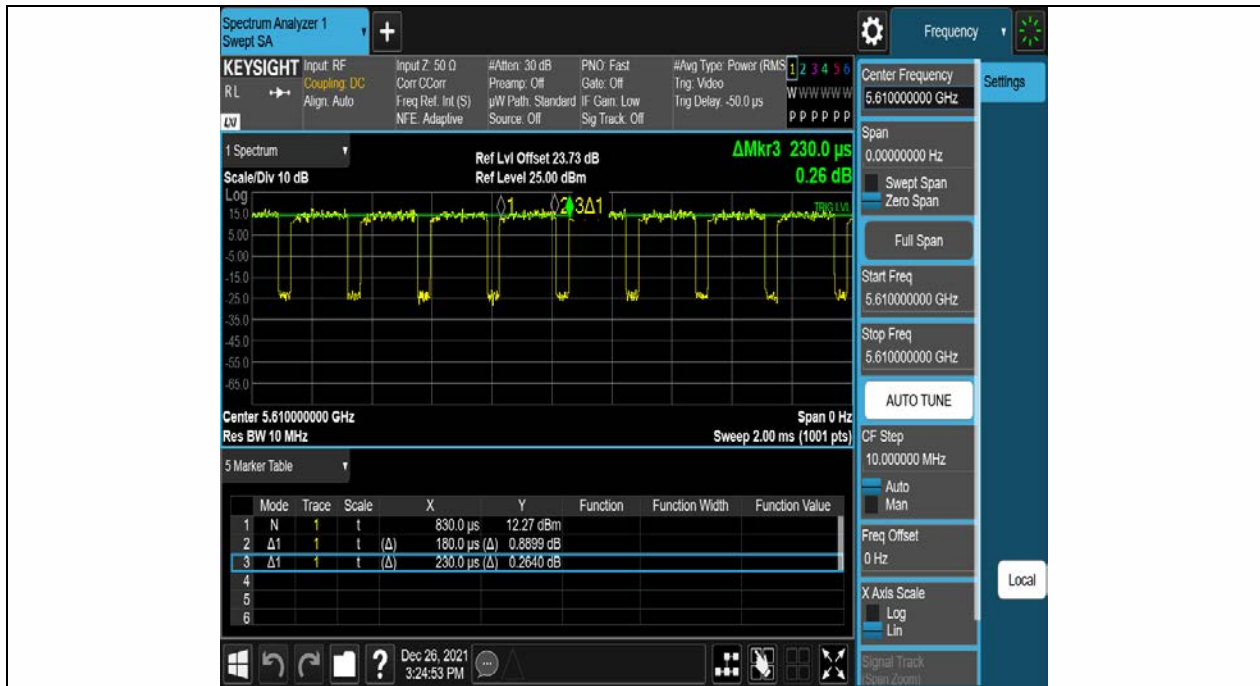 Spectrum Analyzer 1
Swept SA
Frequency
KEYSIGHT
RL
LXI
Input: RF
Coupling: DC
Align: Auto
Input Z: 50 Ω
Corr CCorr
Freq Ref: Int (S)
NFE: Adaptive
#Atten: 30 dB
Preamp: Off
µW Path: Standard
Source: Off
PNO: Fast
Gate: Off
IF Gain: Low
Sig Track: Off
#Avg Type: Power (RMS
Trig: Video
Trig Delay: -50.0 µs
1 2 3 4 5 6
W W W W W W
P P P P P P
1 Spectrum
Scale/Div 10 dB
Ref Lvl Offset 23.73 dB
Ref Level 25.00 dBm
ΔMkr3 230.0 µs
0.26 dB
Log
15.0
5.00
-5.00
-15.0
-25.0
-35.0
-45.0
-55.0
-65.0
1
2
3Δ1
TRIG LVL
Center 5.610000000 GHz
Res BW 10 MHz
Span 0 Hz
Sweep 2.00 ms (1001 pts)
5 Marker Table
Mode Trace Scale X Y Function Function Width Function Value
1 N 1 t 830.0 µs 12.27 dBm
2 Δ1 1 t (Δ) 180.0 µs (Δ) 0.8899 dB
3 Δ1 1 t (Δ) 230.0 µs (Δ) 0.2640 dB
4
5
6
?
Dec 26, 2021
3:24:53 PM
Center Frequency
5.610000000 GHz
Settings
Span
0.00000000 Hz
Swept Span
Zero Span
Full Span
Start Freq
5.610000000 GHz
Stop Freq
5.610000000 GHz
AUTO TUNE
CF Step
10.000000 MHz
Auto
Man
Freq Offset
0 Hz
X Axis Scale
Log
Lin
Signal Track
(Span Zoom)
Local